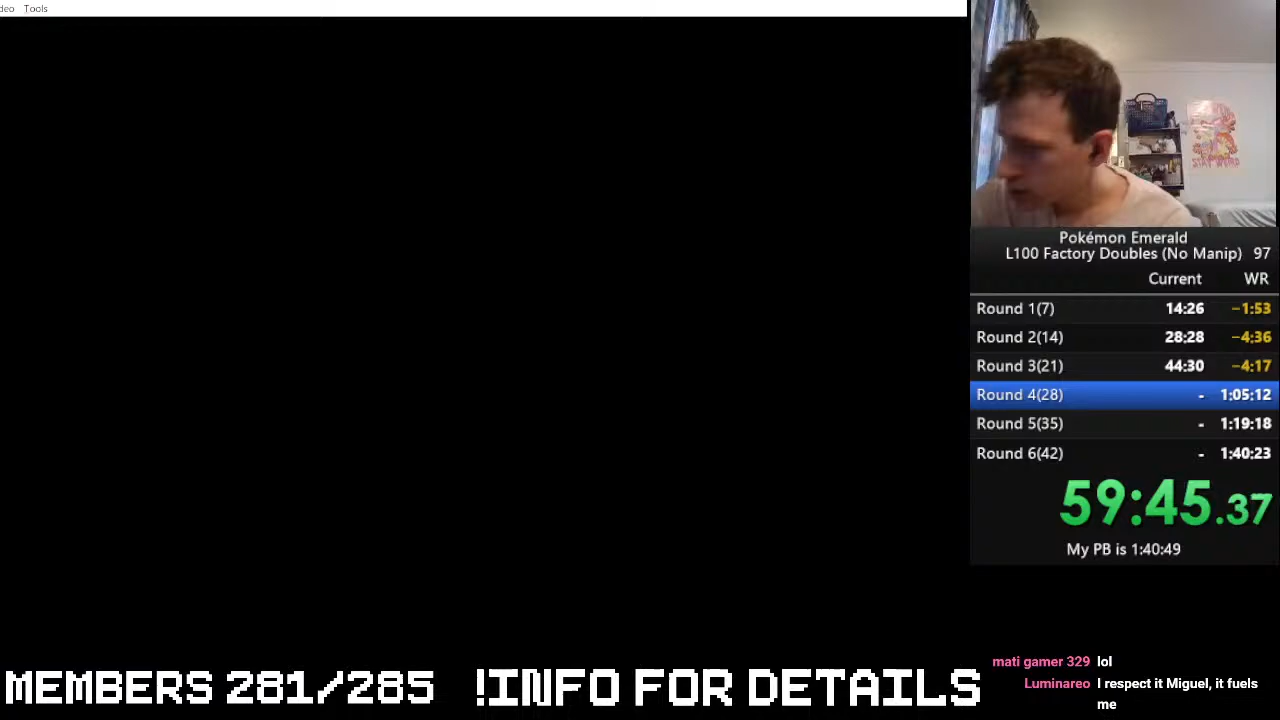 deo Tools
Pokémon Emerald
L100 Factory Doubles (No Manip) 97
Current WR
Round 1(7) 14:26 −1:53
Round 2(14) 28:28 −4:36
Round 3(21) 44:30 −4:17
Round 4(28) - 1:05:12
Round 5(35) - 1:19:18
Round 6(42) - 1:40:23
59:45.37
My PB is 1:40:49
mati gamer 329 lol
Luminareo I respect it Miguel, it fuels
me
MEMBERS 281/285 !INFO FOR DETAILS